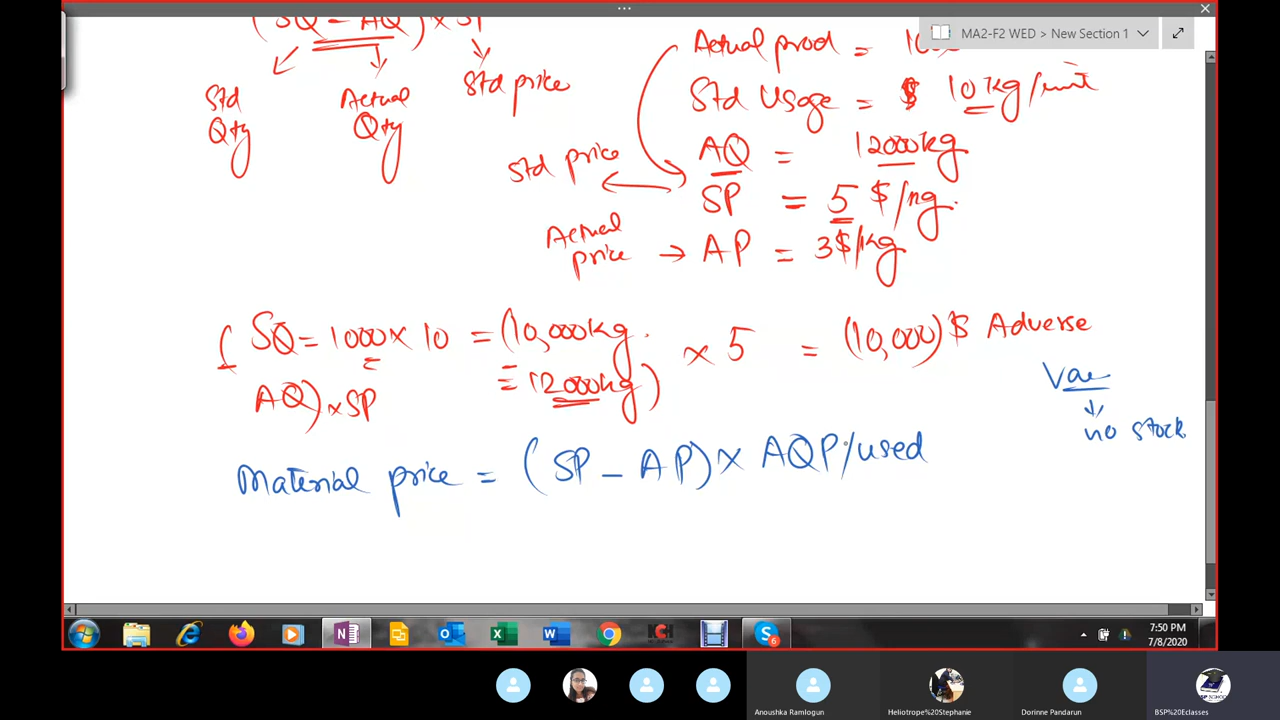 (SQ - AQ) × SP
Std Qty
Actual Qty
Std price
MA2-F2 WED > New Section 1
Actual prod =
Std Usage = $ 10 kg/unit
AQ = 12000kg
std price
SP = 5 $/kg.
Actual price → AP = 3$/kg
( SQ = 1000 × 10 = (10,000kg.
AQ) × SP
- 12000kg) × 5 = (10,000) $ Adverse
Var
no stock
Material price = (SP - AP) × AQP/used
7:50 PM
7/8/2020
6
Anoushka Ramlogun
Heliotrope%20Stephanie
Dorinne Pandarun
BSP%20Eclasses